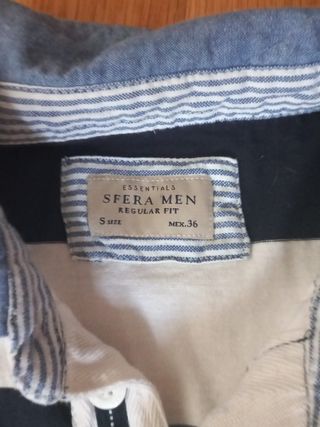 ESSENTIALS
SFERA MEN
REGULAR FIT
S SIZE MEX.36